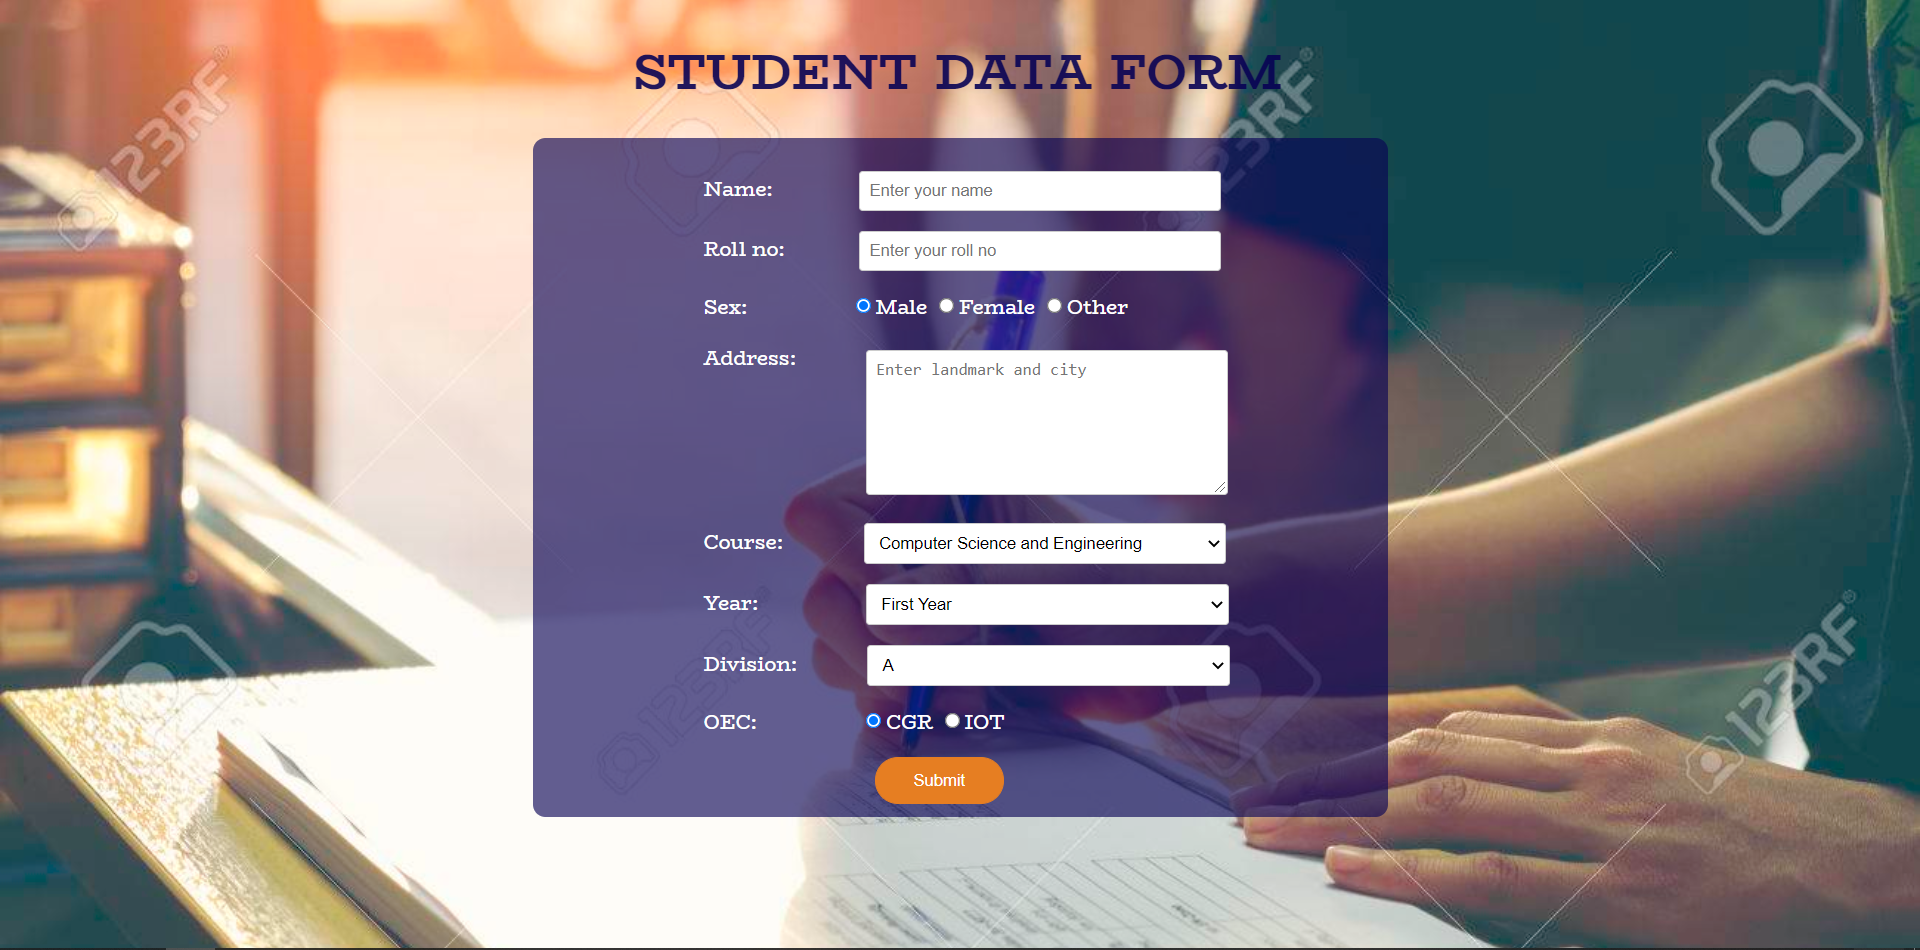 123RF®
STUDENT DATA FORM
123RF®
Name: Enter your name
Roll no: Enter your roll no
Sex: Male Female Other
Address: Enter landmark and city
Course: Computer Science and Engineering
Year: First Year
Division: A
123RF
123RF®
OEC: CGR IOT
Submit